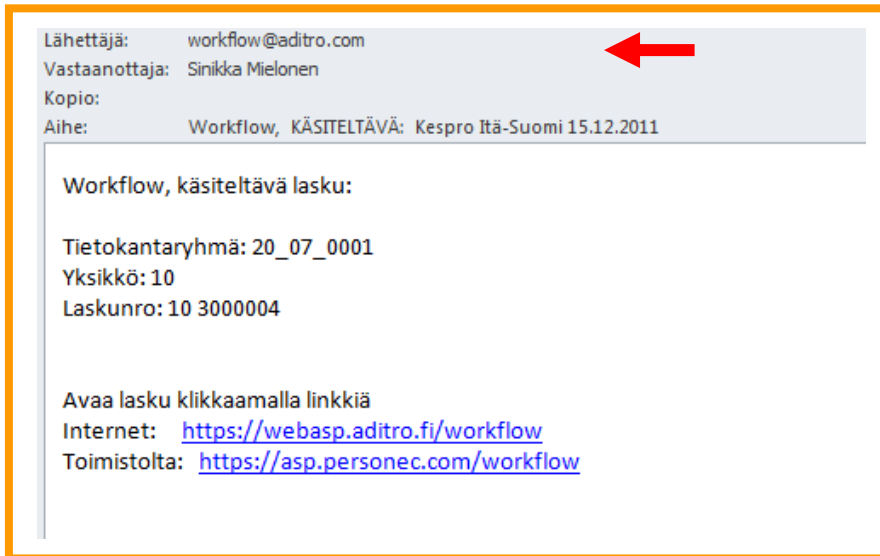 Lähettäjä: workflow@aditro.com
Vastaanottaja: Sinikka Mielonen
Kopio:
Aihe: Workflow, KÄSITELTÄVÄ: Kespro Itä-Suomi 15.12.2011
Workflow, käsiteltävä lasku:
Tietokantaryhmä: 20_07_0001
Yksikkö: 10
Laskunro: 10 3000004
Avaa lasku klikkaamalla linkkiä
Internet: https://webasp.aditro.fi/workflow
Toimistolta: https://asp.personec.com/workflow